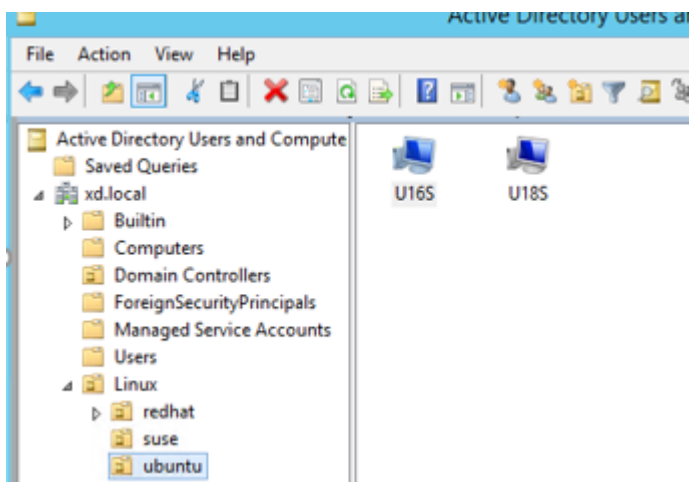 Active Directory Users a
File Action View Help
Active Directory Users and Compute
Saved Queries
xd.local
Builtin
Computers
Domain Controllers
ForeignSecurityPrincipals
Managed Service Accounts
Users
Linux
redhat
suse
ubuntu
U16S U18S